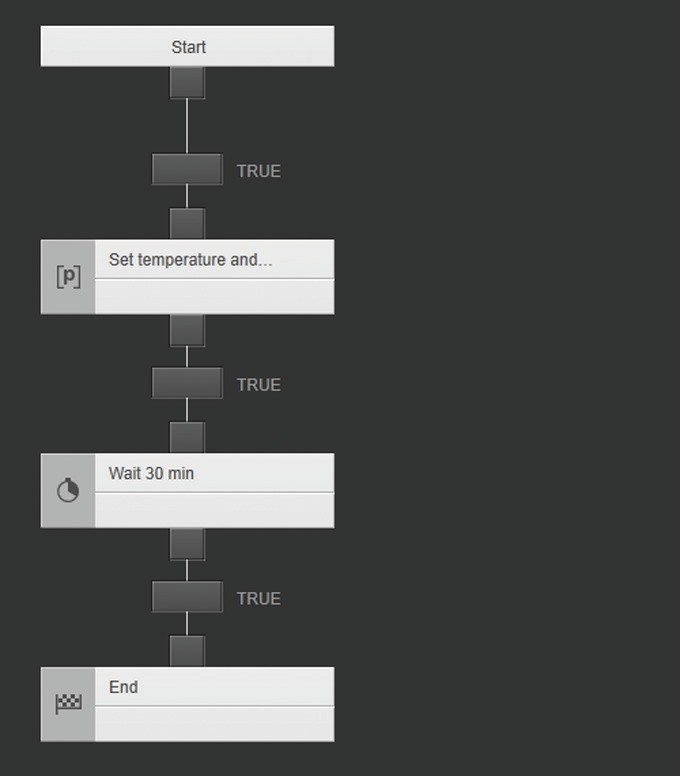 Start
TRUE
[p]
Set temperature and...
TRUE
Wait 30 min
TRUE
End